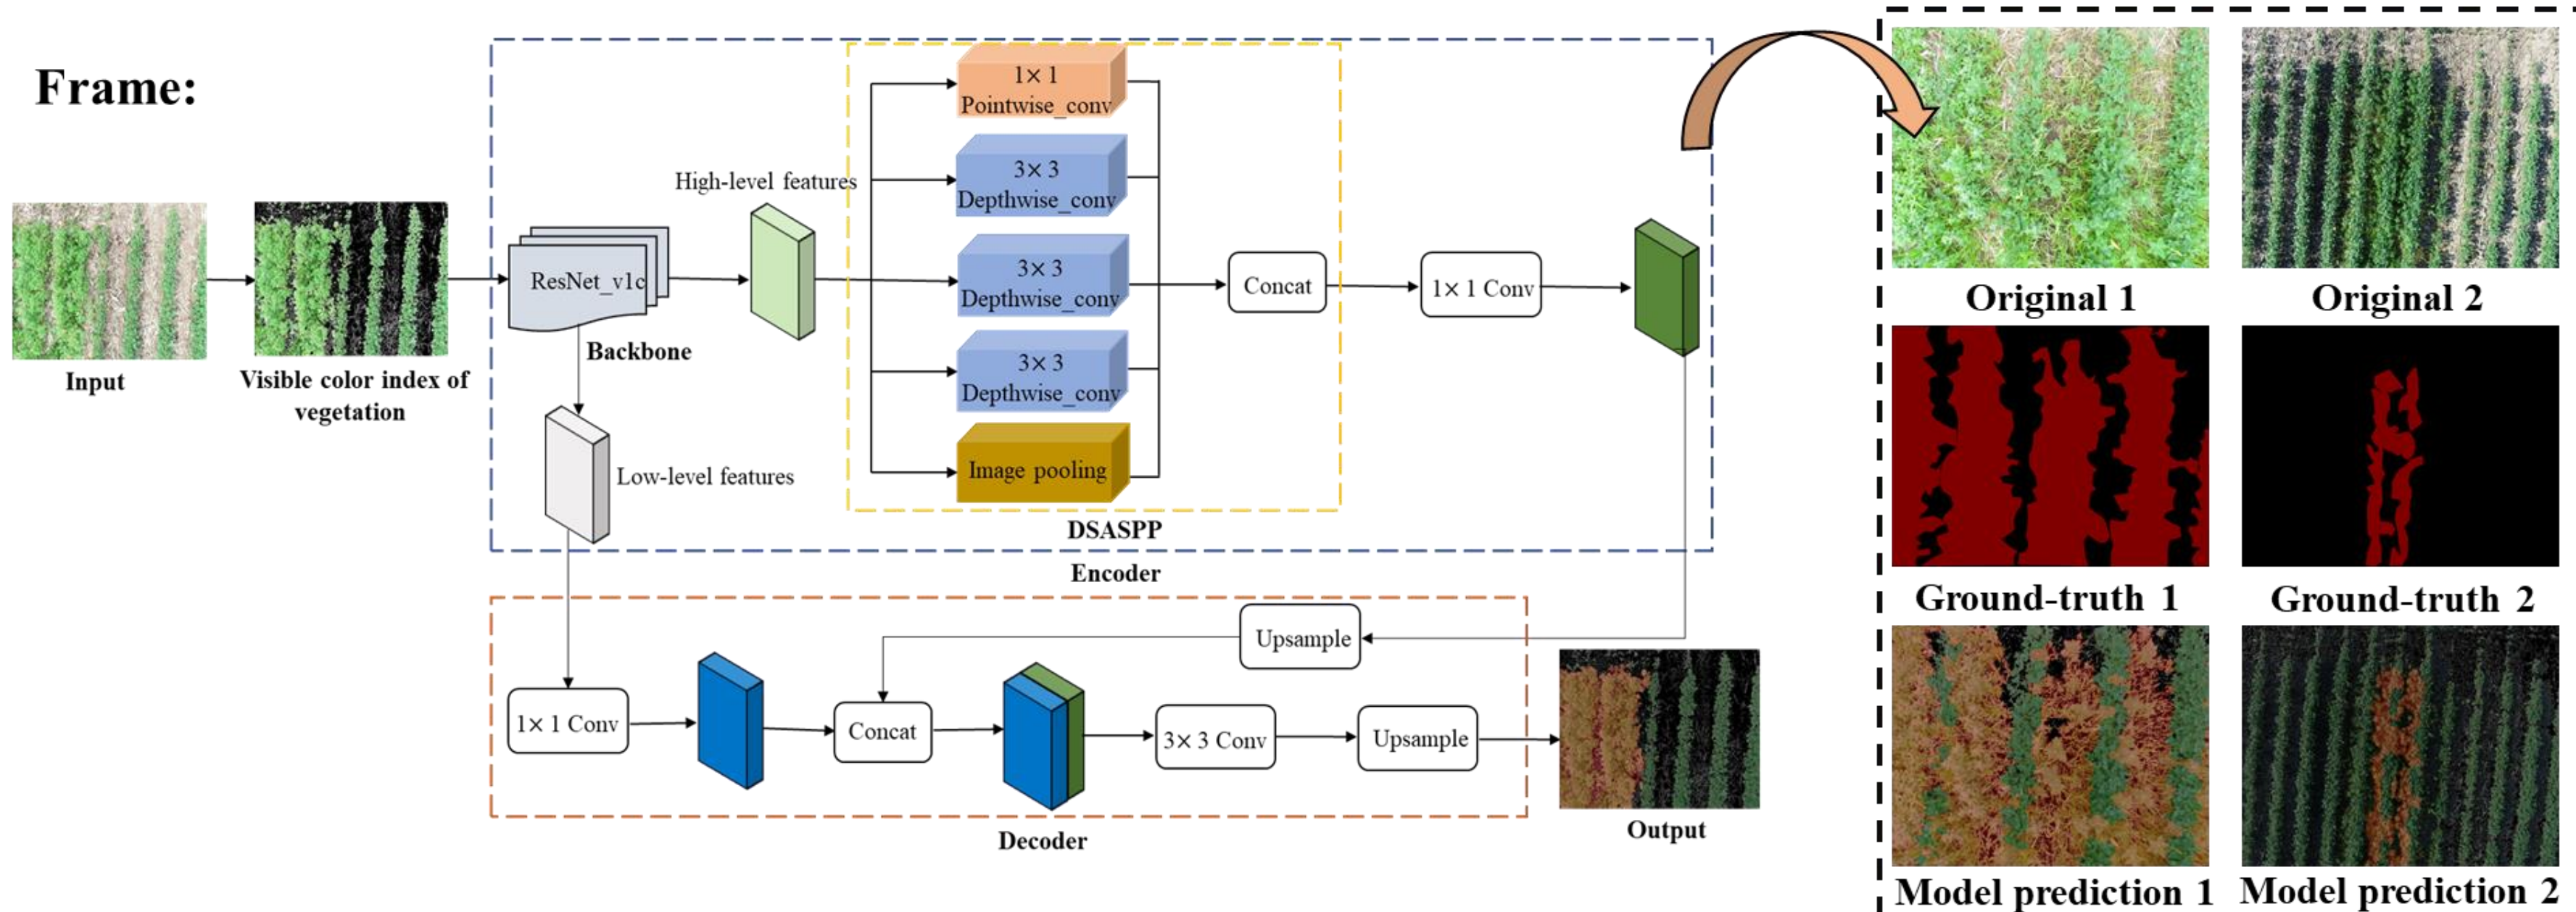 Frame:
Input
Visible color index of
vegetation
ResNet_v1c
Backbone
High-level features
Low-level features
1× 1
Pointwise_conv
3× 3
Depthwise_conv
3× 3
Depthwise_conv
3× 3
Depthwise_conv
Image pooling
DSASPP
Concat
1× 1 Conv
Encoder
Upsample
1× 1 Conv
Concat
3× 3 Conv
Upsample
Decoder
Output
Original 1
Original 2
Ground-truth 1
Ground-truth 2
Model prediction 1
Model prediction 2